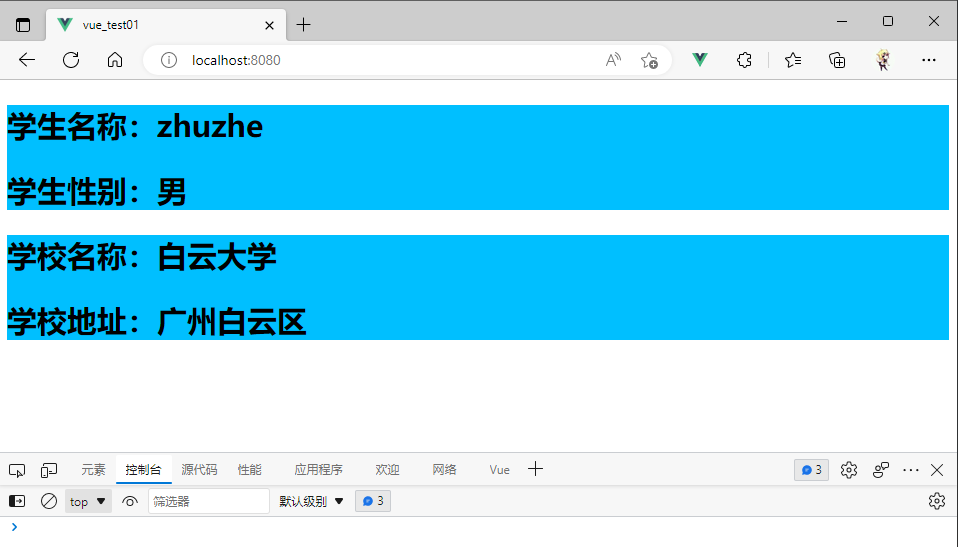 vue_test01
localhost:8080
学生名称：zhuzhe
学生性别：男
学校名称：白云大学
学校地址：广州白云区
元素 控制台 源代码 性能 应用程序 欢迎 网络 Vue 3
top 筛选器 默认级别 3